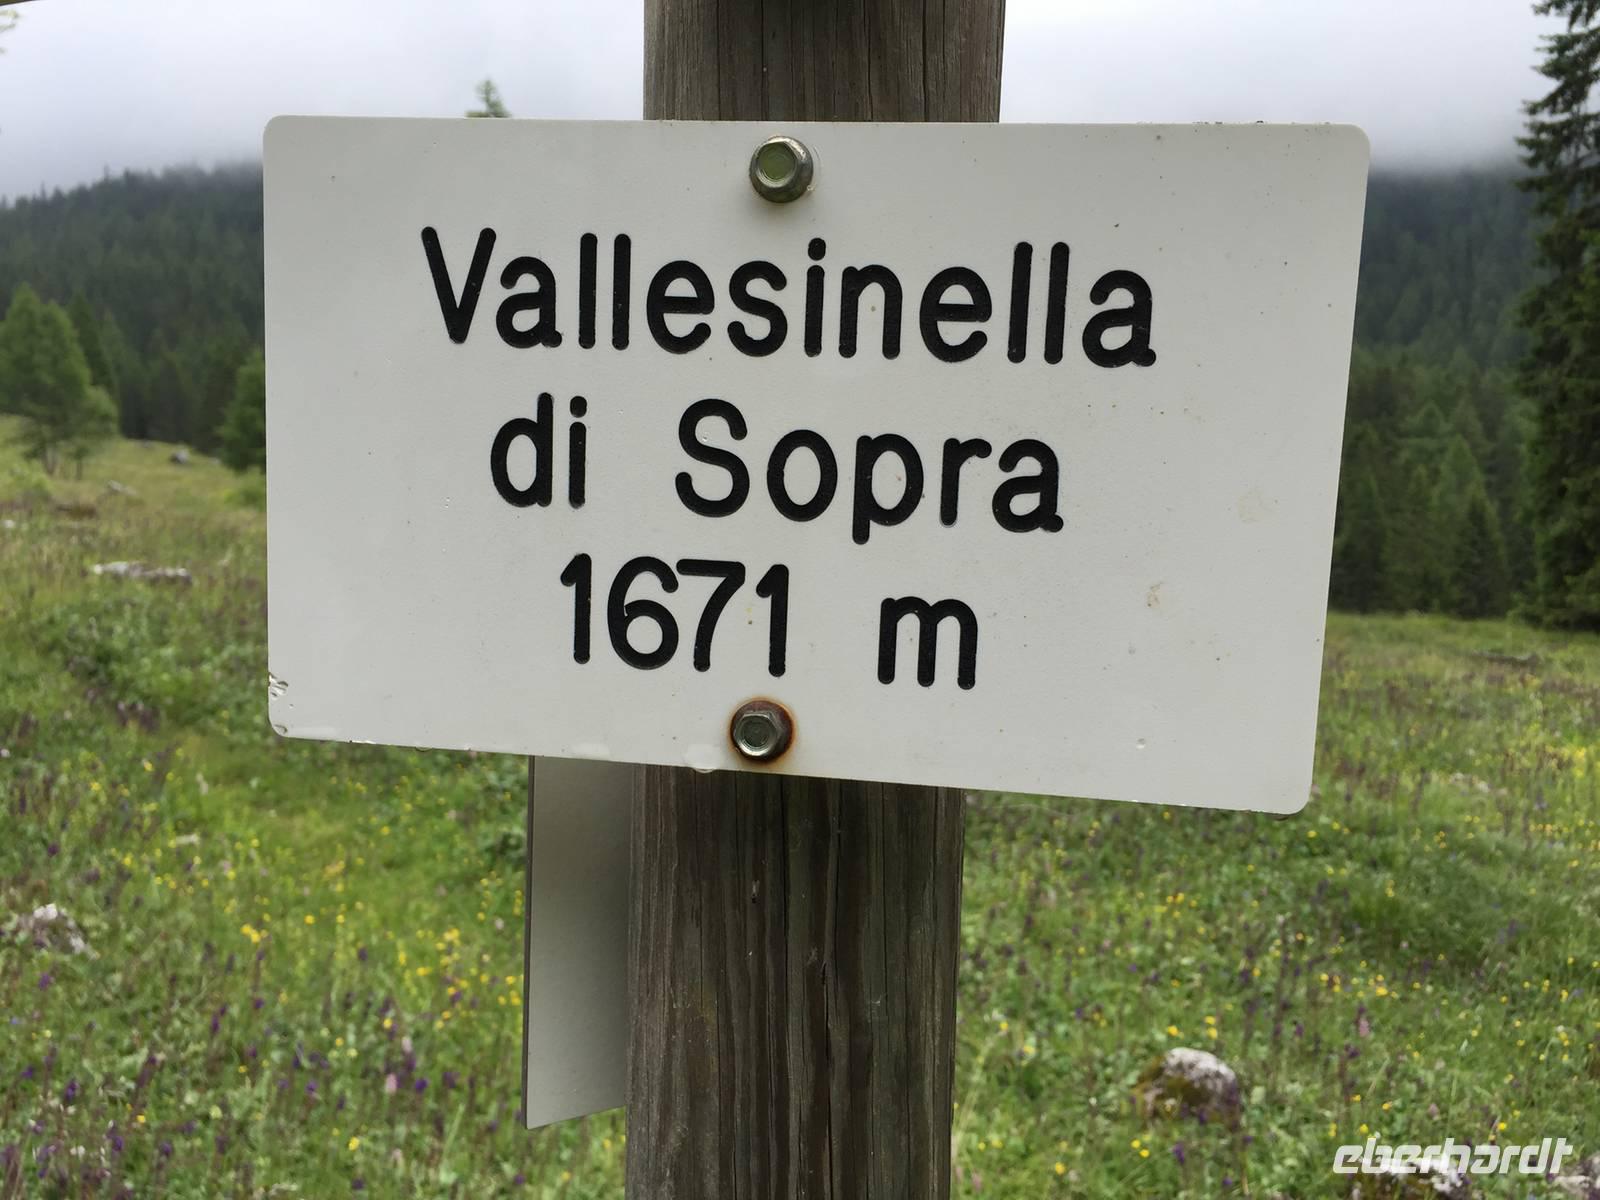 Vallesinella
di Sopra
1671 m
eberhardt